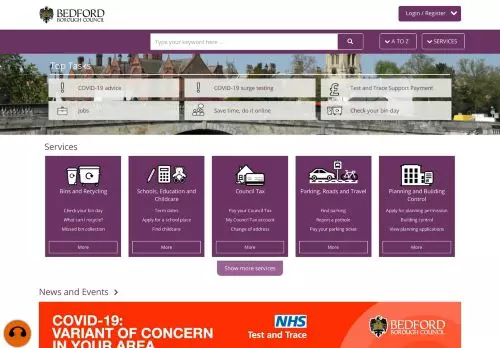 BEDFORD
BOROUGH COUNCIL
Login / Register
Type your keyword here ...
A TO Z
SERVICES
Top Tasks
COVID-19 advice
COVID-19 surge testing
Test and Trace Support Payment
Jobs
Save time, do it online
Check your bin day
Services
Bins and Recycling
Check your bin day
What can I recycle?
Missed bin collection
More
Schools, Education and
Childcare
Term dates
Apply for a school place
Find childcare
More
Council Tax
Pay your Council Tax
My Council Tax account
Change of address
More
Parking, Roads and Travel
Find parking
Report a pothole
Pay your parking ticket
More
Planning and Building
Control
Apply for planning permission
Building control
View planning applications
More
Show more services
News and Events
COVID-19:
VARIANT OF CONCERN
IN YOUR AREA
NHS
Test and Trace
BEDFORD
BOROUGH COUNCIL